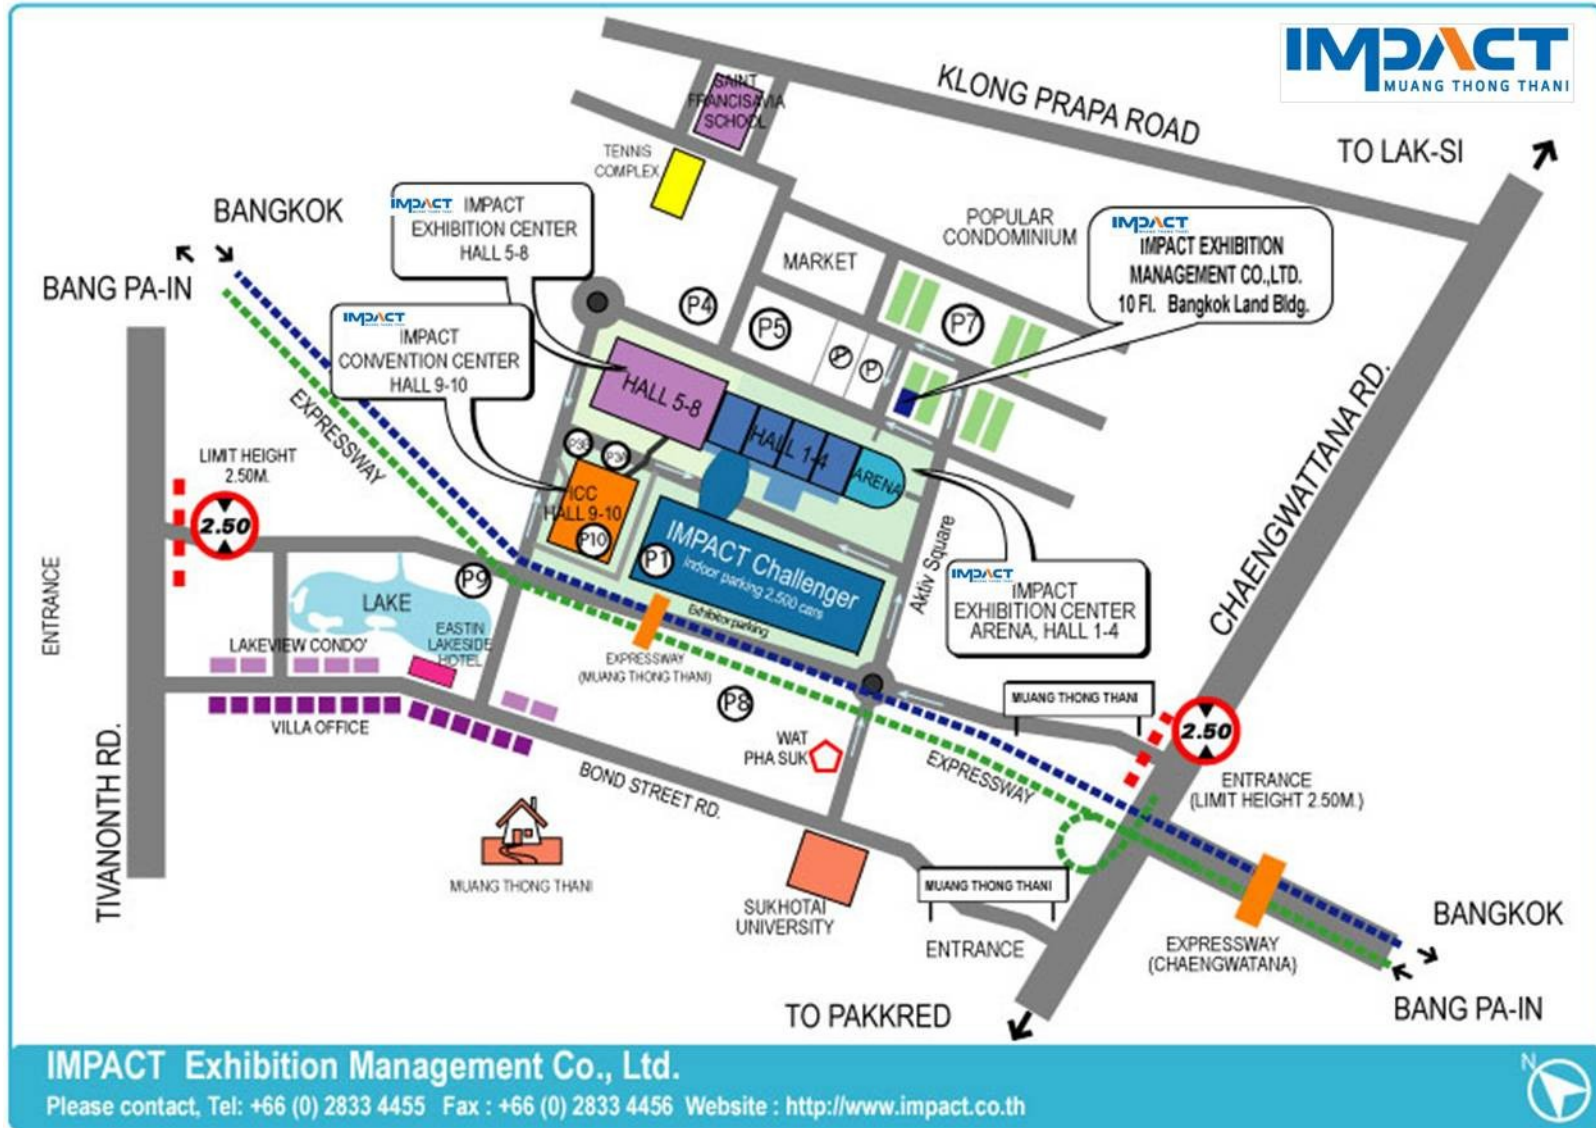 IMPACT
MUANG THONG THANI
KLONG PRAPA ROAD
TO LAK-SI
SAINT
FRANCISAVIA
SCHOOL
TENNIS
COMPLEX
BANGKOK
BANG PA-IN
IMPACT IMPACT
EXHIBITION CENTER
HALL 5-8
POPULAR
CONDOMINIUM
MARKET
IMPACT
IMPACT EXHIBITION
MANAGEMENT CO.,LTD.
10 Fl. Bangkok Land Bldg.
P4
P5
P7
P
P
IMPACT
IMPACT
CONVENTION CENTER
HALL 9-10
HALL 5-8
HALL 1-4
ARENA
EXPRESSWAY
LIMIT HEIGHT
2.50M.
2.50
P3A
ICC
HALL 9-10
P10
P1
IMPACT Challenger
Indoor parking 2,500 cars
Exhibitor parking
Aktiv Square
CHAENGWATTANA RD.
IMPACT
IMPACT
EXHIBITION CENTER
ARENA, HALL 1-4
ENTRANCE
P9
LAKE
EASTIN
LAKESIDE
HOTEL
LAKEVIEW CONDO'
EXPRESSWAY
(MUANG THONG THANI)
P8
MUANG THONG THANI
2.50
VILLA OFFICE
WAT
PHA SUK
EXPRESSWAY
ENTRANCE
(LIMIT HEIGHT 2.50M.)
TIVANONTH RD.
BOND STREET RD.
MUANG THONG THANI
SUKHOTAI
UNIVERSITY
MUANG THONG THANI
ENTRANCE
EXPRESSWAY
(CHAENGWATANA)
BANGKOK
BANG PA-IN
TO PAKKRED
IMPACT Exhibition Management Co., Ltd.
Please contact, Tel: +66 (0) 2833 4455 Fax : +66 (0) 2833 4456 Website : http://www.impact.co.th
N